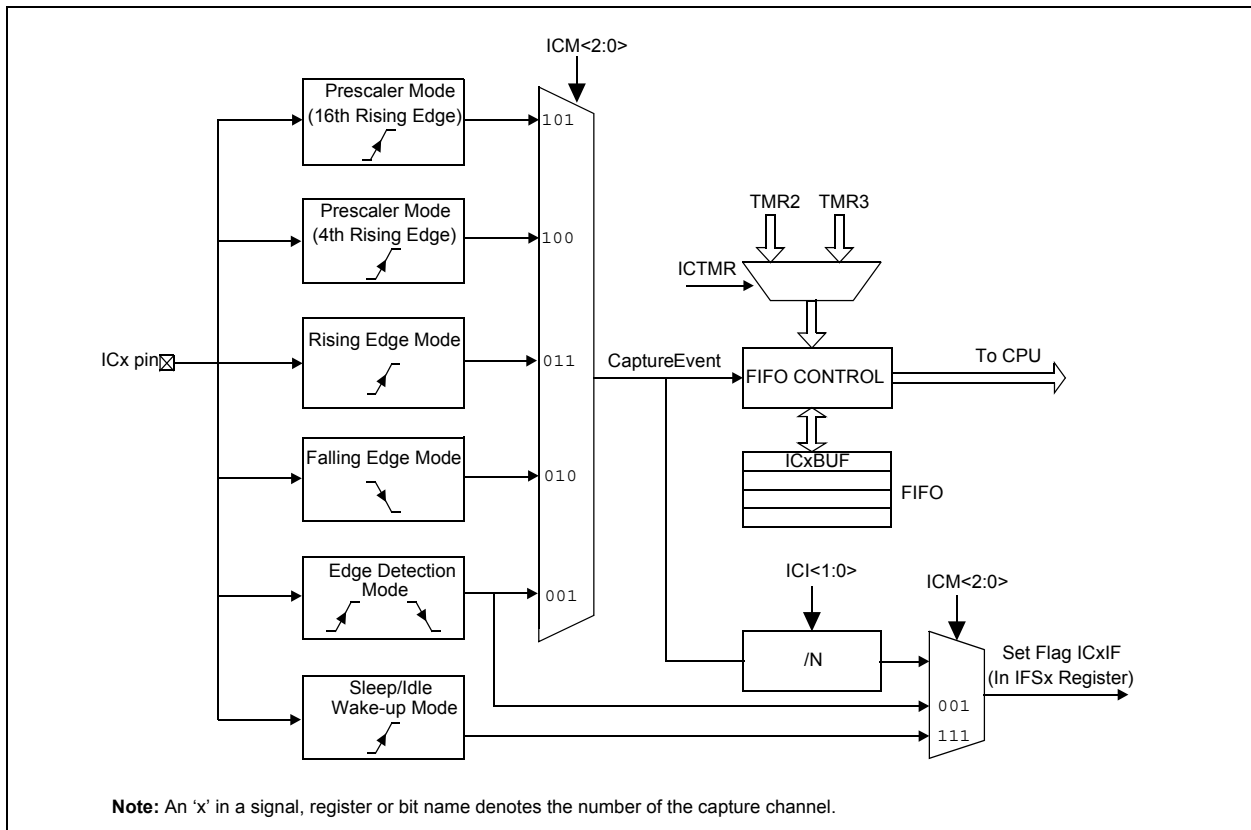 ICM<2:0>
Prescaler Mode
(16th Rising Edge)
101
Prescaler Mode
(4th Rising Edge)
100
TMR2
TMR3
ICTMR
ICx pin
Rising Edge Mode
011
CaptureEvent
FIFO CONTROL
To CPU
Falling Edge Mode
010
ICxBUF
FIFO
Edge Detection
Mode
001
ICI<1:0>
ICM<2:0>
/N
Set Flag ICxIF
(In IFSx Register)
Sleep/Idle
Wake-up Mode
001
111
Note: An ‘x’ in a signal, register or bit name denotes the number of the capture channel.